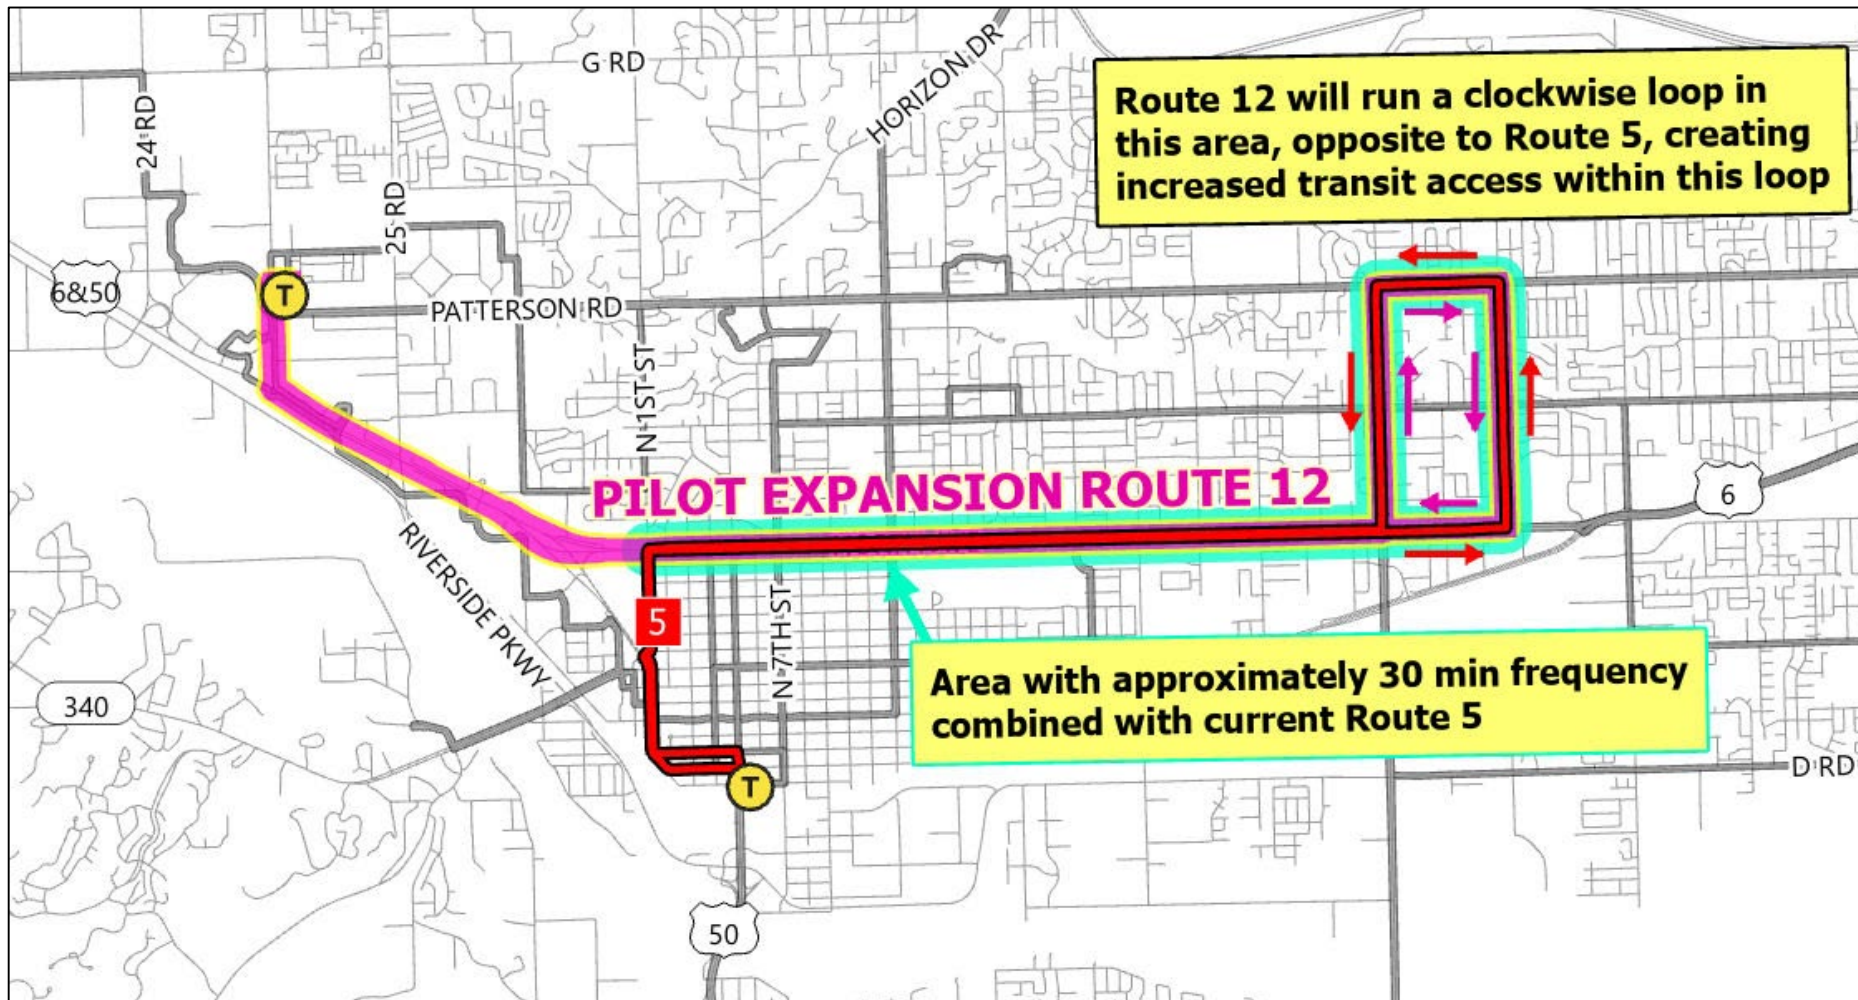 G RD
HORIZON DR
24 RD
Route 12 will run a clockwise loop in
this area, opposite to Route 5, creating
increased transit access within this loop
25 RD
6&50
T
PATTERSON RD
N 1ST ST
PILOT EXPANSION ROUTE 12
6
RIVERSIDE PKWY
5
N 7TH ST
Area with approximately 30 min frequency
combined with current Route 5
340
T
D RD
50